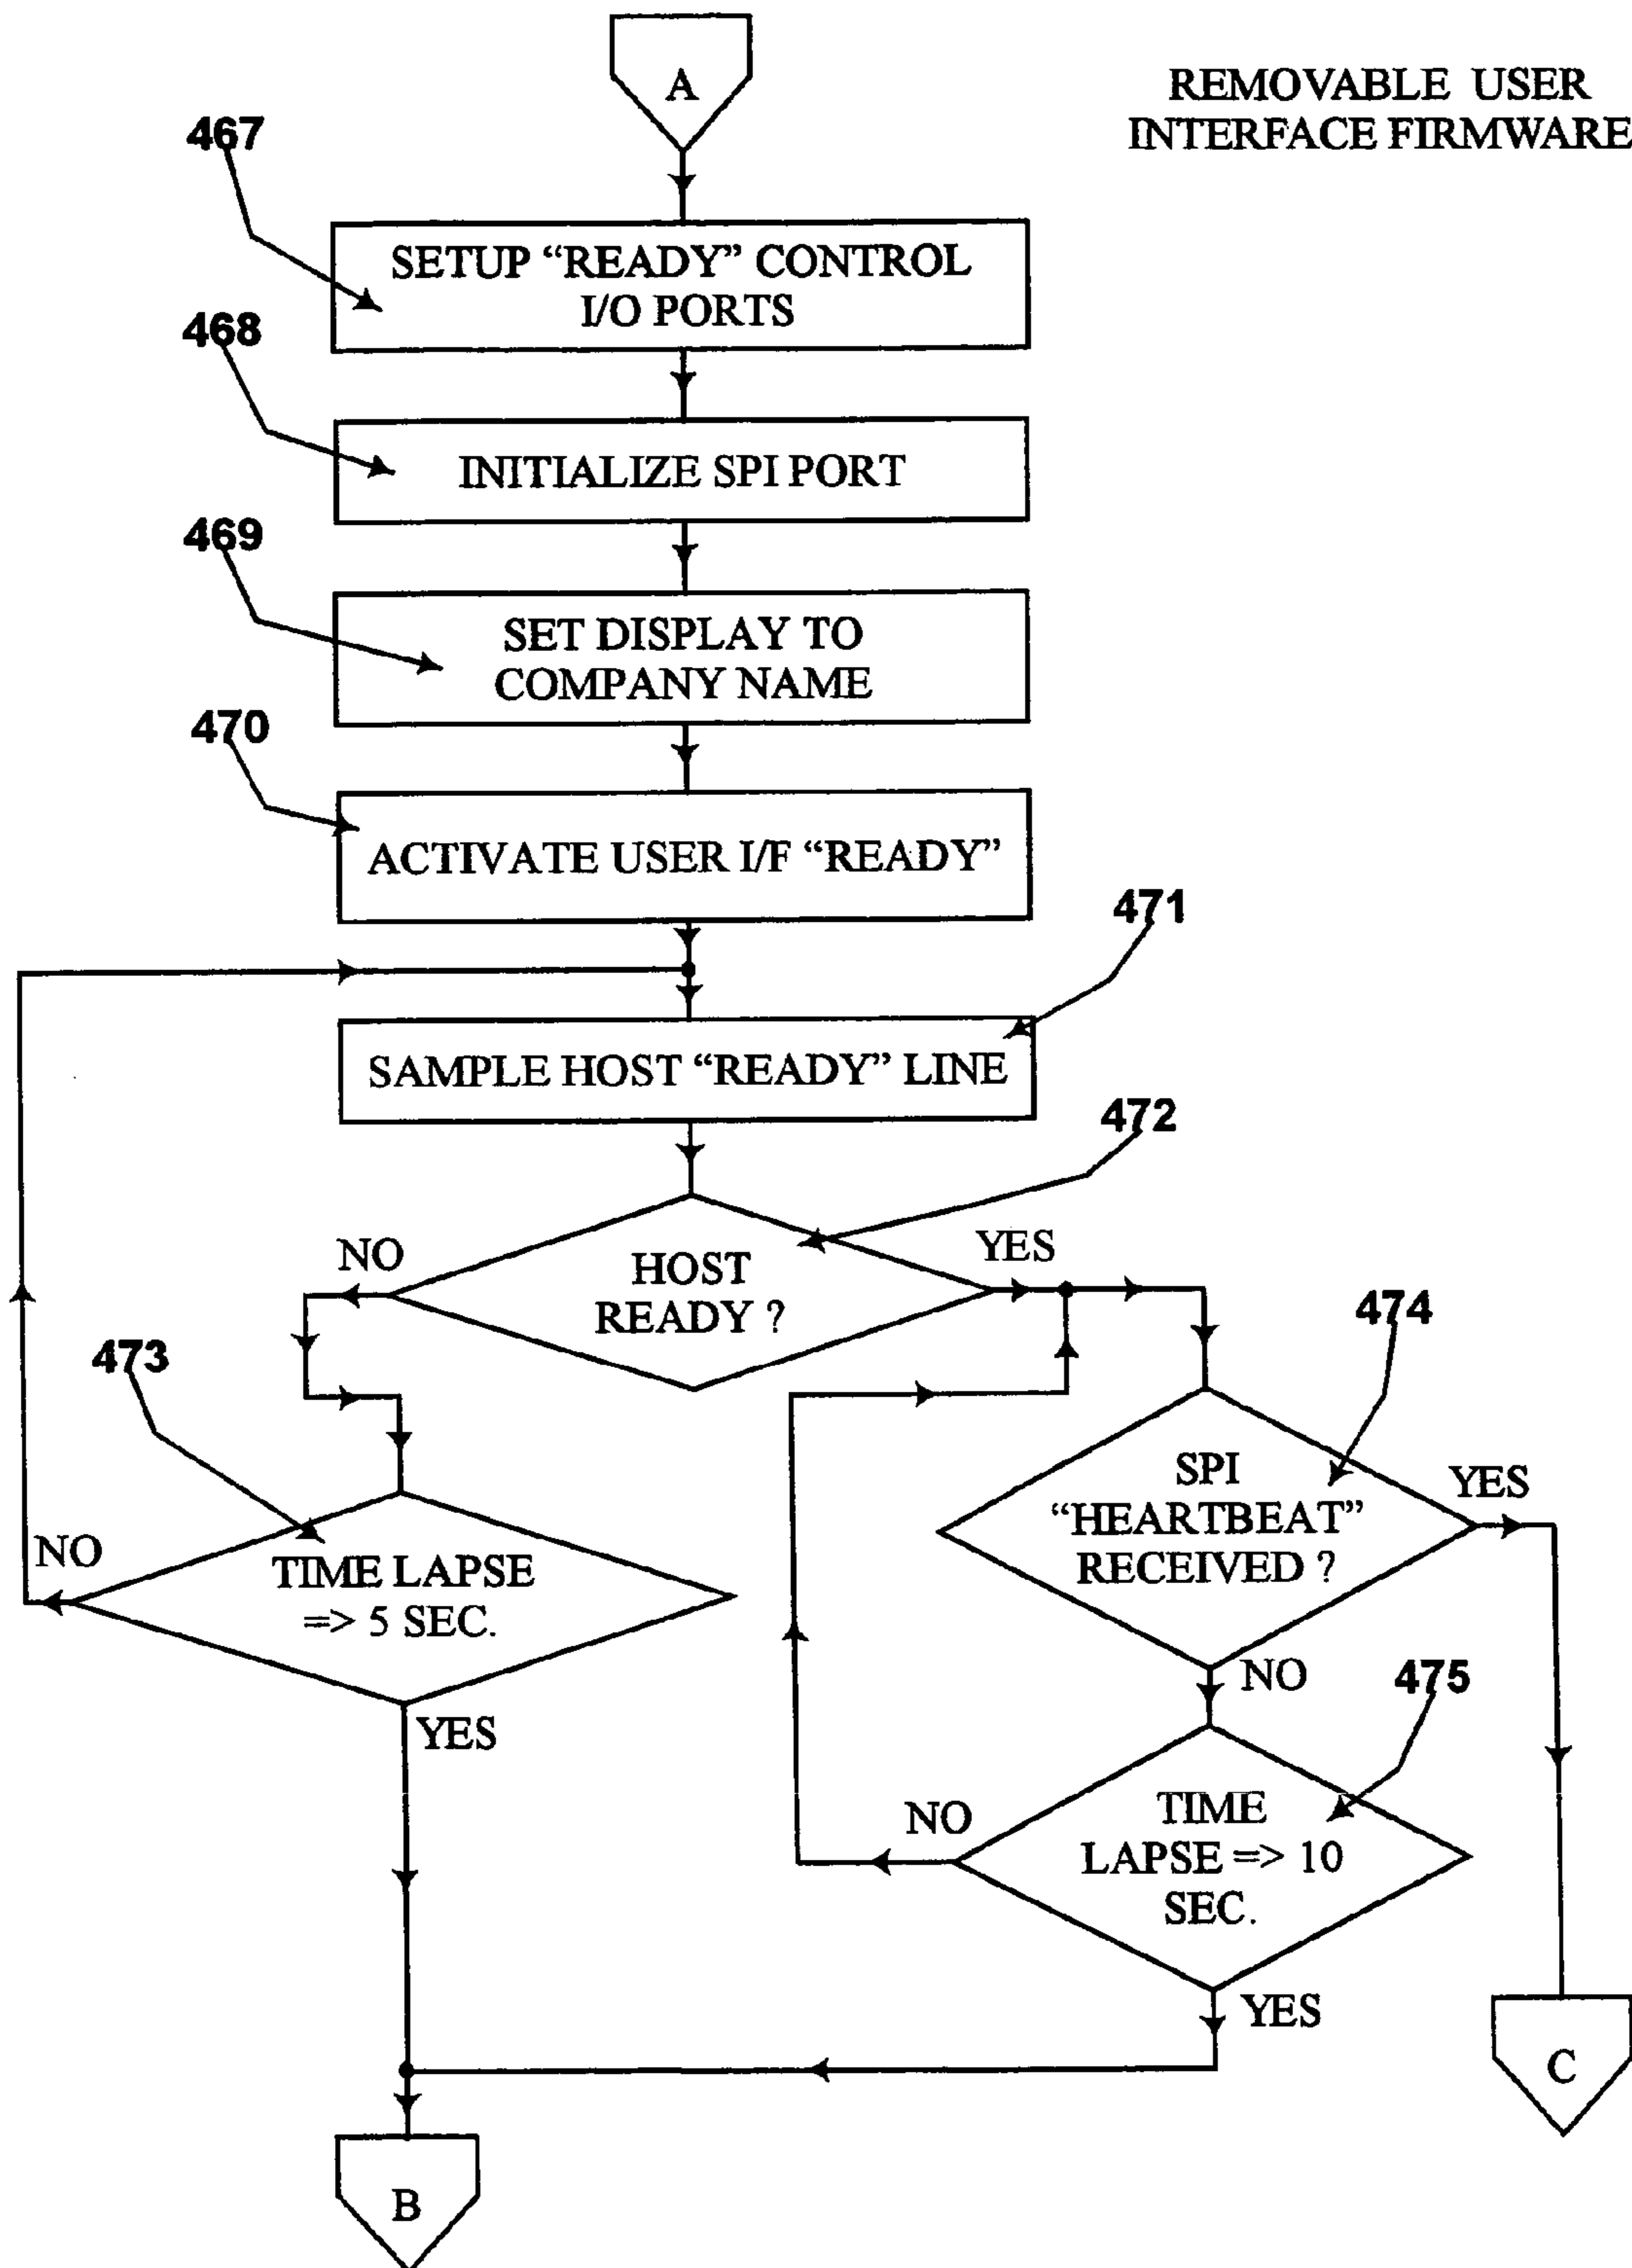 A
REMOVABLE USER
INTERFACE FIRMWARE
467
SETUP “READY” CONTROL
I/O PORTS
468
INITIALIZE SPI PORT
469
SET DISPLAY TO
COMPANY NAME
470
ACTIVATE USER I/F “READY”
471
SAMPLE HOST “READY” LINE
472
NO
YES
HOST
READY ?
473
474
NO
TIME LAPSE
=> 5 SEC.
YES
SPI
“HEARTBEAT”
RECEIVED ?
YES
NO
475
NO
TIME
LAPSE => 10
SEC.
YES
C
B